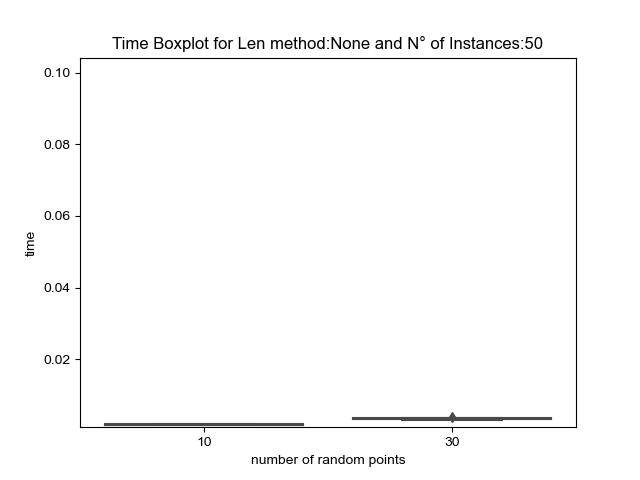 Time Boxplot for Len method:None and N° of Instances:50
0.10
0.08
0.06
0.04
0.02
time
10 30
number of random points